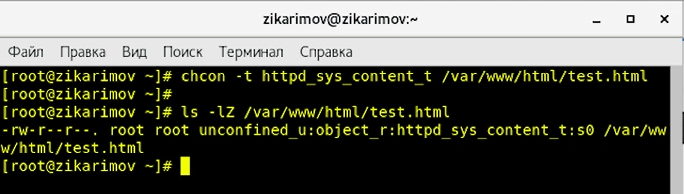 zikarimov@zikarimov:~
Файл Правка Вид Поиск Терминал Справка
[root@zikarimov ~]# chcon -t httpd_sys_content_t /var/www/html/test.html
[root@zikarimov ~]#
[root@zikarimov ~]# ls -lZ /var/www/html/test.html
-rw-r--r--. root root unconfined_u:object_r:httpd_sys_content_t:s0 /var/ww
w/html/test.html
[root@zikarimov ~]#